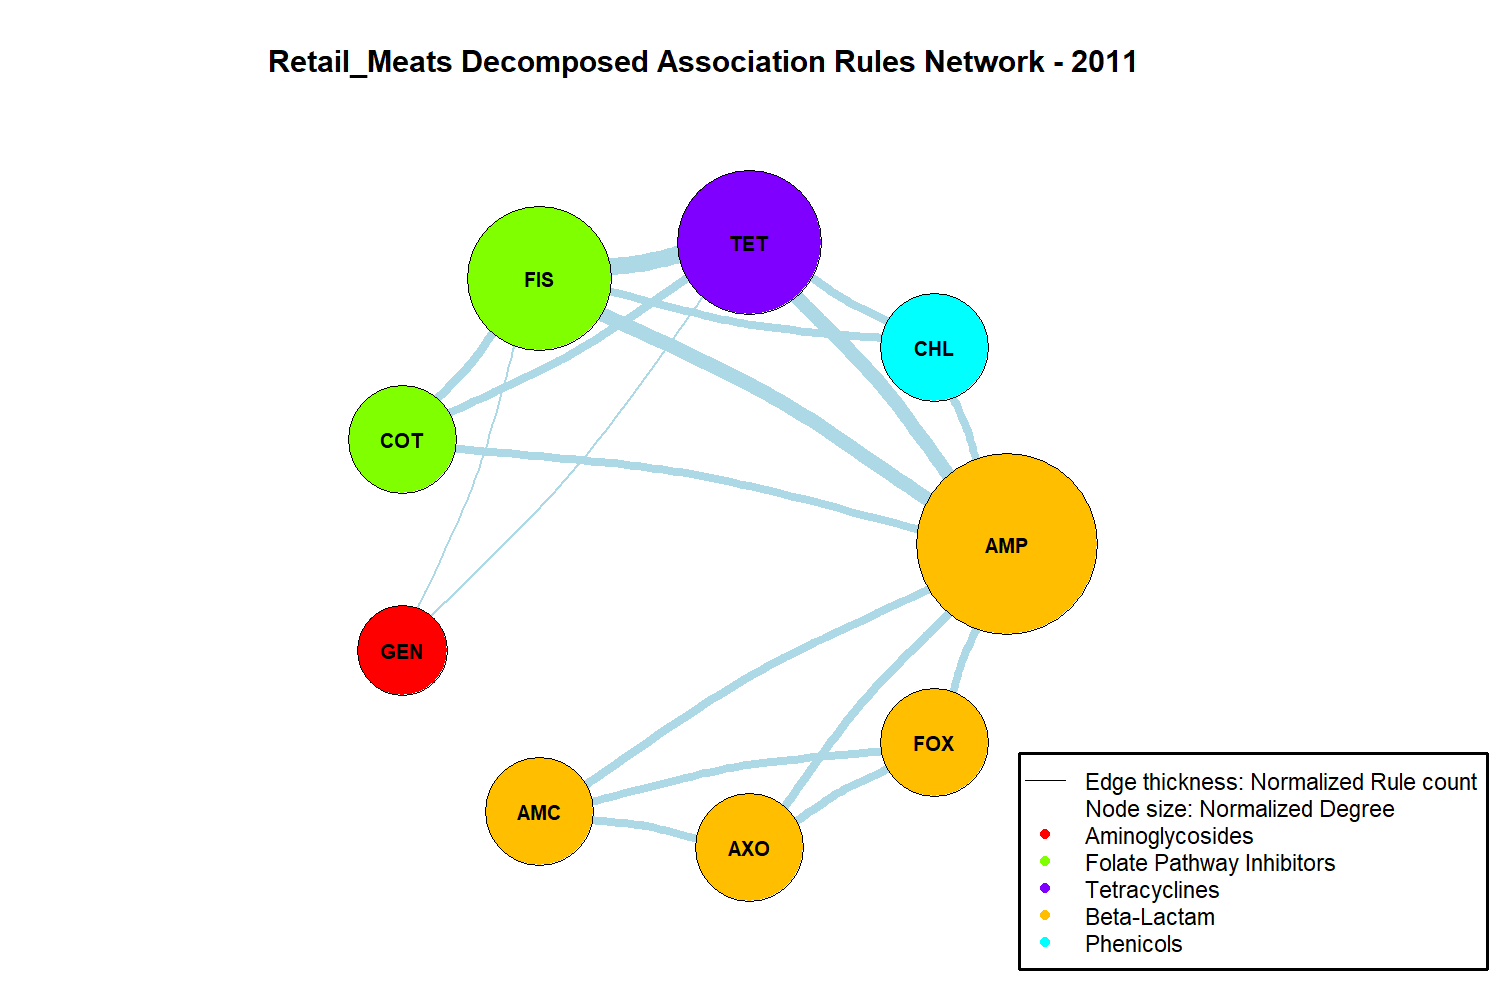 Retail_Meats Decomposed Association Rules Network - 2011
TET
FIS
CHL
COT
AMP
GEN
FOX
AMC
AXO
Edge thickness: Normalized Rule count
Node size: Normalized Degree
Aminoglycosides
Folate Pathway Inhibitors
Tetracyclines
Beta-Lactam
Phenicols